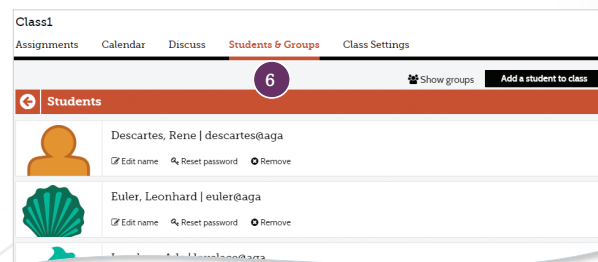 Class1
Assignments Calendar Discuss Students & Groups Class Settings
6
Show groups Add a student to class
Students
Descartes, Rene | descartes@aga
Edit name Reset password Remove
Euler, Leonhard | euler@aga
Edit name Reset password Remove